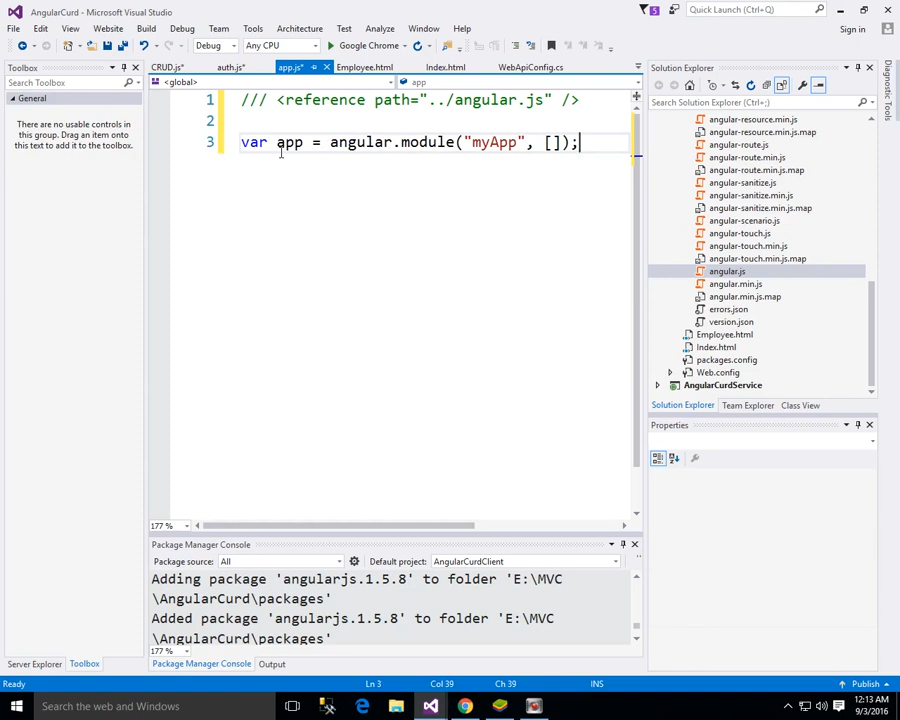 AngularCurd - Microsoft Visual Studio
5
Quick Launch (Ctrl+Q)
File Edit View Website Build Debug Team Tools Test Analyze Window Help
Sign in
Debug Any CPU Google Chrome
Toolbox
Search Toolbox
General
There are no usable controls in
this group. Drag an item onto
this text to add it to the toolbox.
CRUD.js* auth.js* app.js* Employee.html Index.html WebApiConfig.cs
<global> app
1 /// <reference path="../angular.js" />
2
3 var app = angular.module("myApp", []);
177 %
Solution Explorer
Search Solution Explorer (Ctrl+;)
angular-resource.min.js
angular-resource.min.js.map
angular-route.js
angular-route.min.js
angular-route.min.js.map
angular-sanitize.js
angular-sanitize.min.js
angular-sanitize.min.js.map
angular-scenario.js
angular-touch.js
angular-touch.min.js
angular-touch.min.js.map
angular.js
angular.min.js
angular.min.js.map
errors.json
version.json
Employee.html
Index.html
packages.config
Web.config
AngularCurdService
Solution Explorer Team Explorer Class View
Properties
Diagnostic Tools
Package Manager Console
Package source: All Default project: AngularCurdClient
Adding package 'angularjs.1.5.8' to folder 'E:\MVC
\AngularCurd\packages'
Added package 'angularjs.1.5.8' to folder 'E:\MVC
\AngularCurd\packages'
177 %
Server Explorer Toolbox
Package Manager Console Output
Ready Ln 3 Col 39 Ch 39 INS Publish
Search the web and Windows
12:13 AM
9/3/2016